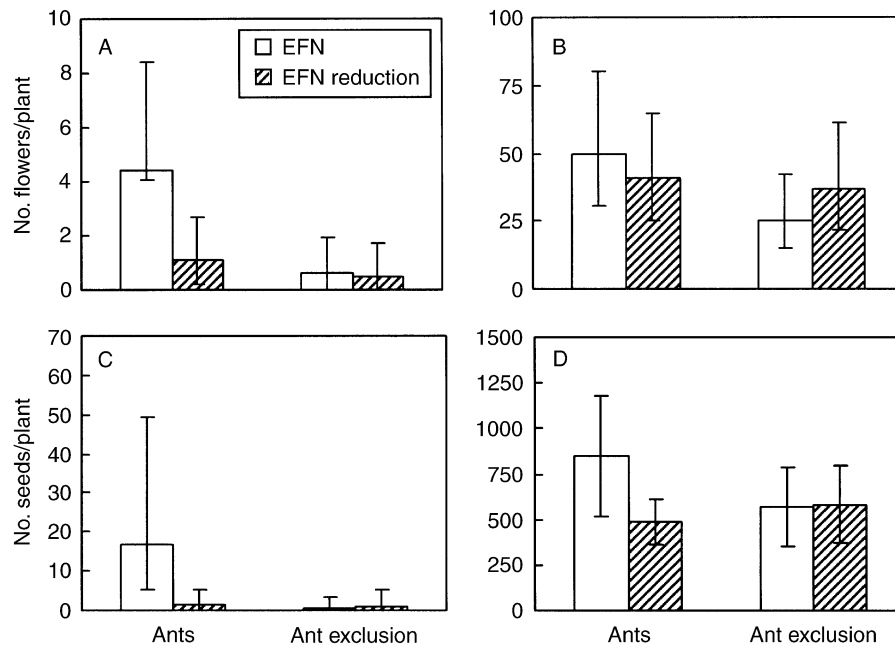 A
EFN
EFN reduction
No. flowers/plant
10
8
6
4
2
0
B
100
75
50
25
0
C
No. seeds/plant
70
60
50
40
30
20
10
0
Ants
Ant exclusion
D
1500
1250
1000
750
500
250
0
Ants
Ant exclusion